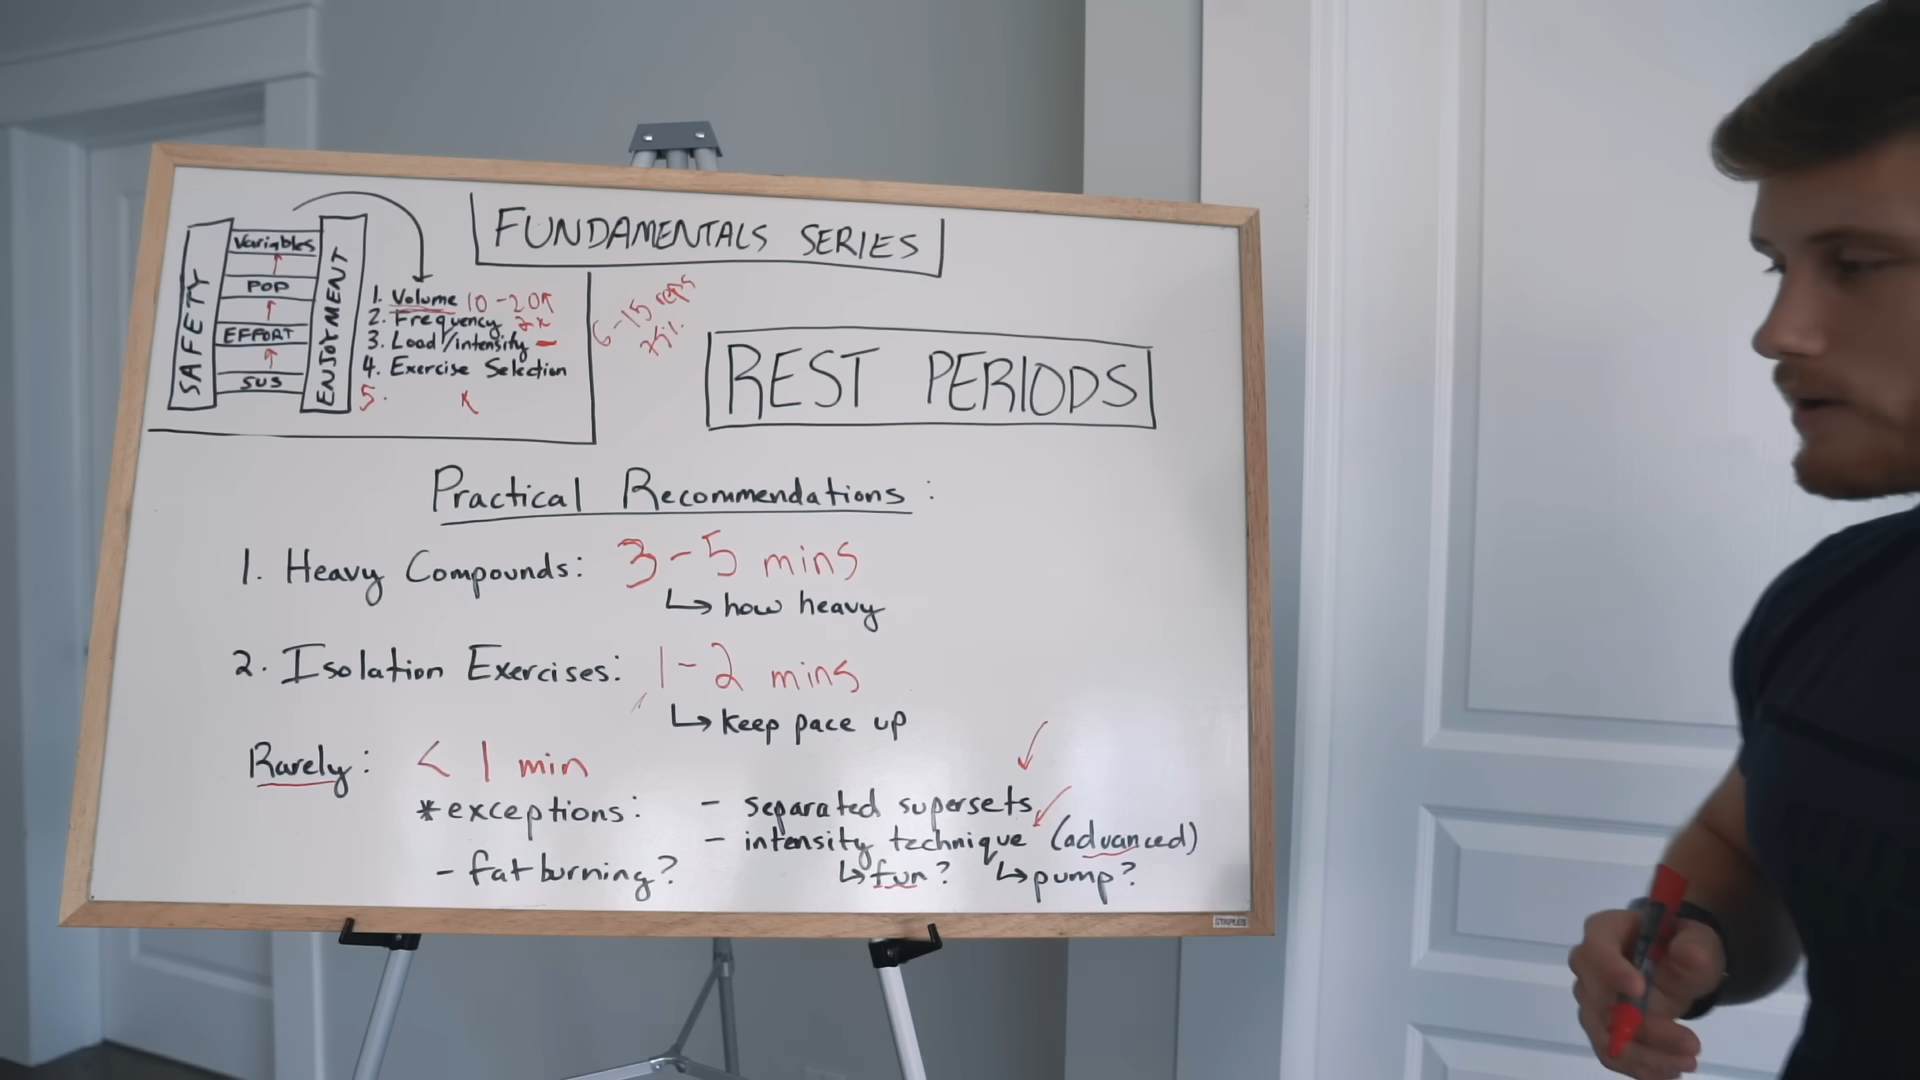 FUNDAMENTALS SERIES
SAFETY
Variables
POP
EFFORT
SUS
ENJOYMENT
1. Volume 10-20
2. Frequency 2x
3. Load/intensity
4. Exercise Selection
5.
6-15 reps
REST PERIODS
Practical Recommendations:
1. Heavy Compounds: 3-5 mins
↳ how heavy
2. Isolation Exercises: 1-2 mins
↳ keep pace up
Rarely: < 1 min
*exceptions: - separated supersets
- intensity technique (advanced)
- fat burning? ↳ fun? ↳ pump?
STAPLES